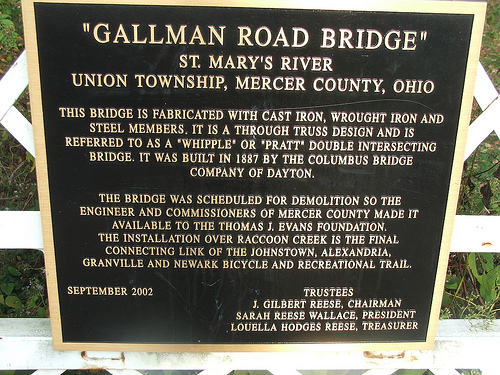 "GALLMAN ROAD BRIDGE"
ST. MARY'S RIVER
UNION TOWNSHIP, MERCER COUNTY, OHIO
THIS BRIDGE IS FABRICATED WITH CAST IRON, WROUGHT IRON AND
STEEL MEMBERS. IT IS A THROUGH TRUSS DESIGN AND IS
REFERRED TO AS A "WHIPPLE" OR "PRATT" DOUBLE INTERSECTING
BRIDGE. IT WAS BUILT IN 1887 BY THE COLUMBUS BRIDGE
COMPANY OF DAYTON.
THE BRIDGE WAS SCHEDULED FOR DEMOLITION SO THE
ENGINEER AND COMMISSIONERS OF MERCER COUNTY MADE IT
AVAILABLE TO THE THOMAS J. EVANS FOUNDATION.
THE INSTALLATION OVER RACCOON CREEK IS THE FINAL
CONNECTING LINK OF THE JOHNSTOWN, ALEXANDRIA,
GRANVILLE AND NEWARK BICYCLE AND RECREATIONAL TRAIL.
SEPTEMBER 2002
TRUSTEES
J. GILBERT REESE, CHAIRMAN
SARAH REESE WALLACE, PRESIDENT
LOUELLA HODGES REESE, TREASURER